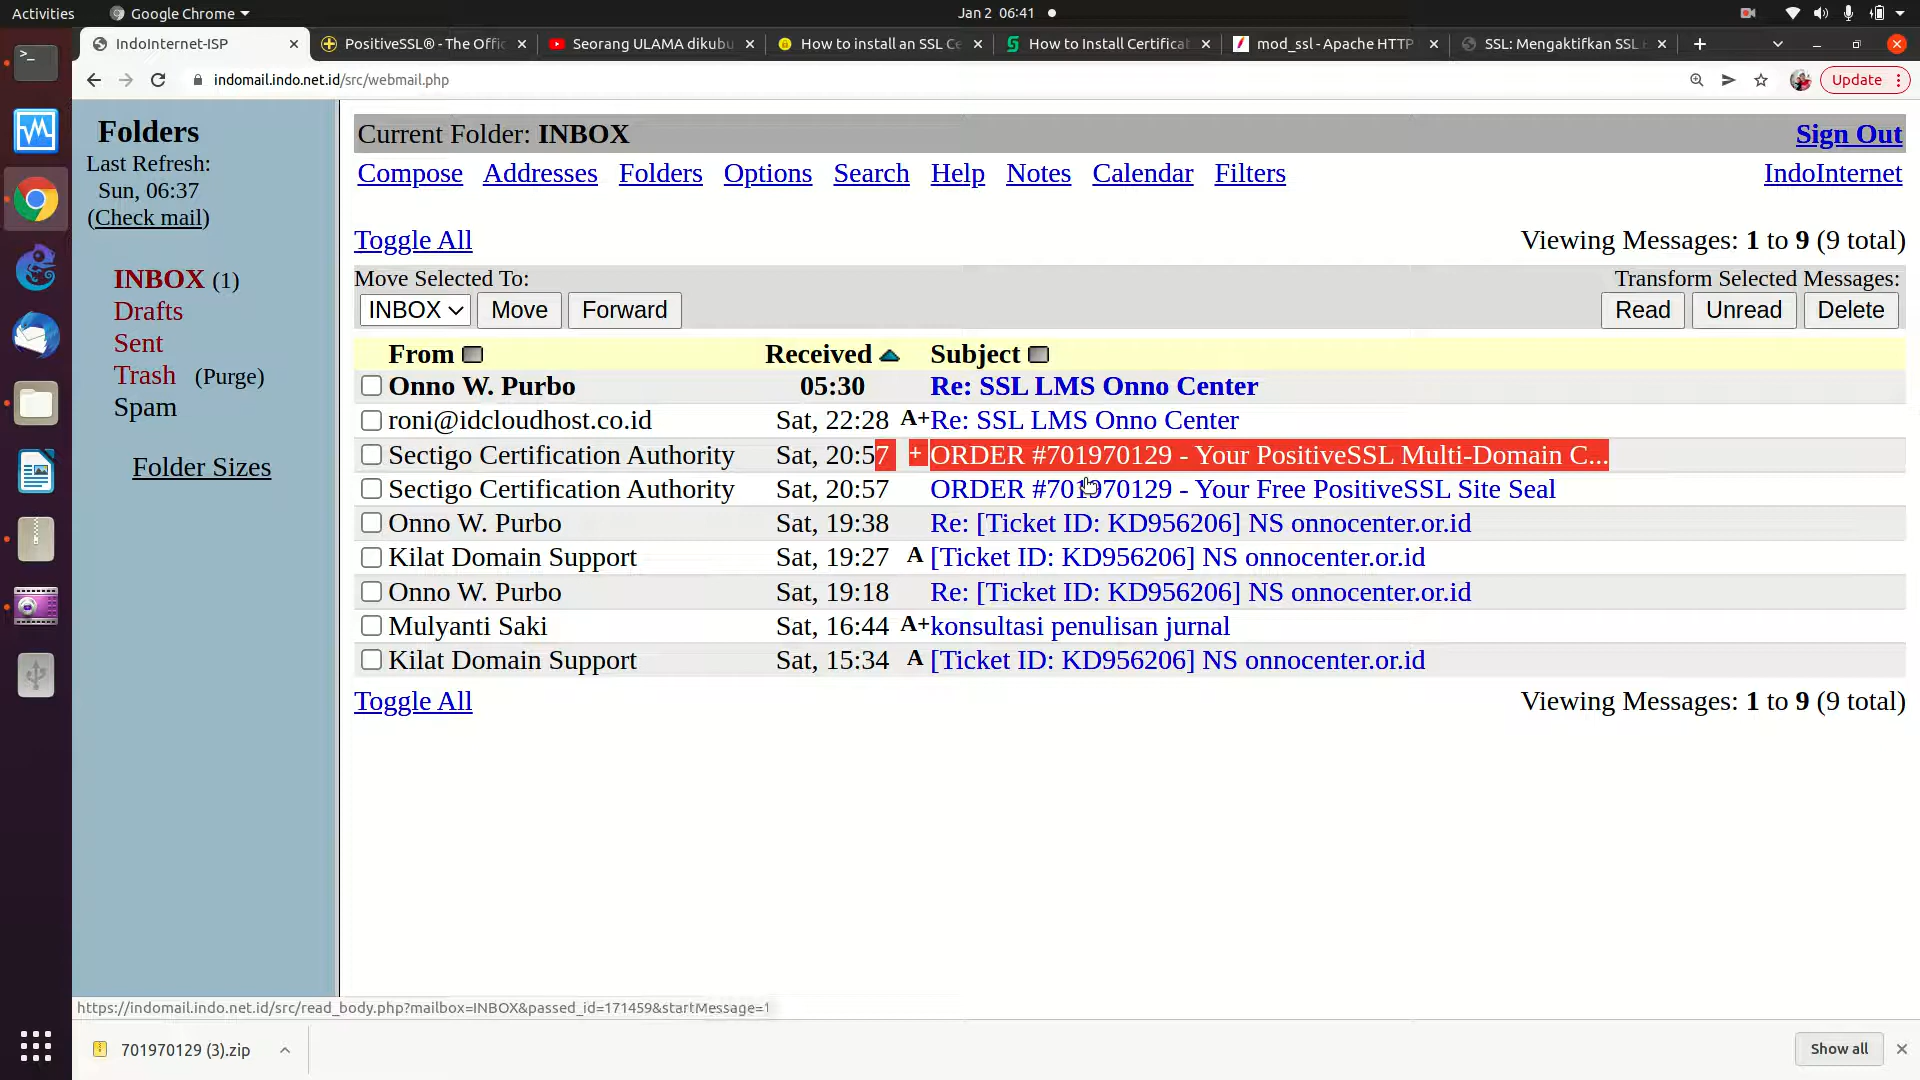 Activities
Google Chrome
Jan 2 06:41
IndoInternet-ISP
PositiveSSL® - The Offic
Seorang ULAMA dikubu
How to install an SSL Ce
How to Install Certificat
mod_ssl - Apache HTTP
SSL: Mengaktifkan SSL
indomail.indo.net.id/src/webmail.php
Update
Folders
Last Refresh:
Sun, 06:37
(Check mail)
INBOX (1)
Drafts
Sent
Trash (Purge)
Spam
Folder Sizes
Current Folder: INBOX
Sign Out
Compose Addresses Folders Options Search Help Notes Calendar Filters
IndoInternet
Toggle All
Viewing Messages: 1 to 9 (9 total)
Move Selected To:
Transform Selected Messages:
INBOX Move Forward
Read Unread Delete
From Received Subject
Onno W. Purbo 05:30 Re: SSL LMS Onno Center
roni@idcloudhost.co.id Sat, 22:28 A+ Re: SSL LMS Onno Center
Sectigo Certification Authority Sat, 20:57 + ORDER #701970129 - Your PositiveSSL Multi-Domain C...
Sectigo Certification Authority Sat, 20:57 ORDER #701970129 - Your Free PositiveSSL Site Seal
Onno W. Purbo Sat, 19:38 Re: [Ticket ID: KD956206] NS onnocenter.or.id
Kilat Domain Support Sat, 19:27 A [Ticket ID: KD956206] NS onnocenter.or.id
Onno W. Purbo Sat, 19:18 Re: [Ticket ID: KD956206] NS onnocenter.or.id
Mulyanti Saki Sat, 16:44 A+ konsultasi penulisan jurnal
Kilat Domain Support Sat, 15:34 A [Ticket ID: KD956206] NS onnocenter.or.id
Toggle All
Viewing Messages: 1 to 9 (9 total)
https://indomail.indo.net.id/src/read_body.php?mailbox=INBOX&passed_id=171459&startMessage=1
701970129 (3).zip
Show all